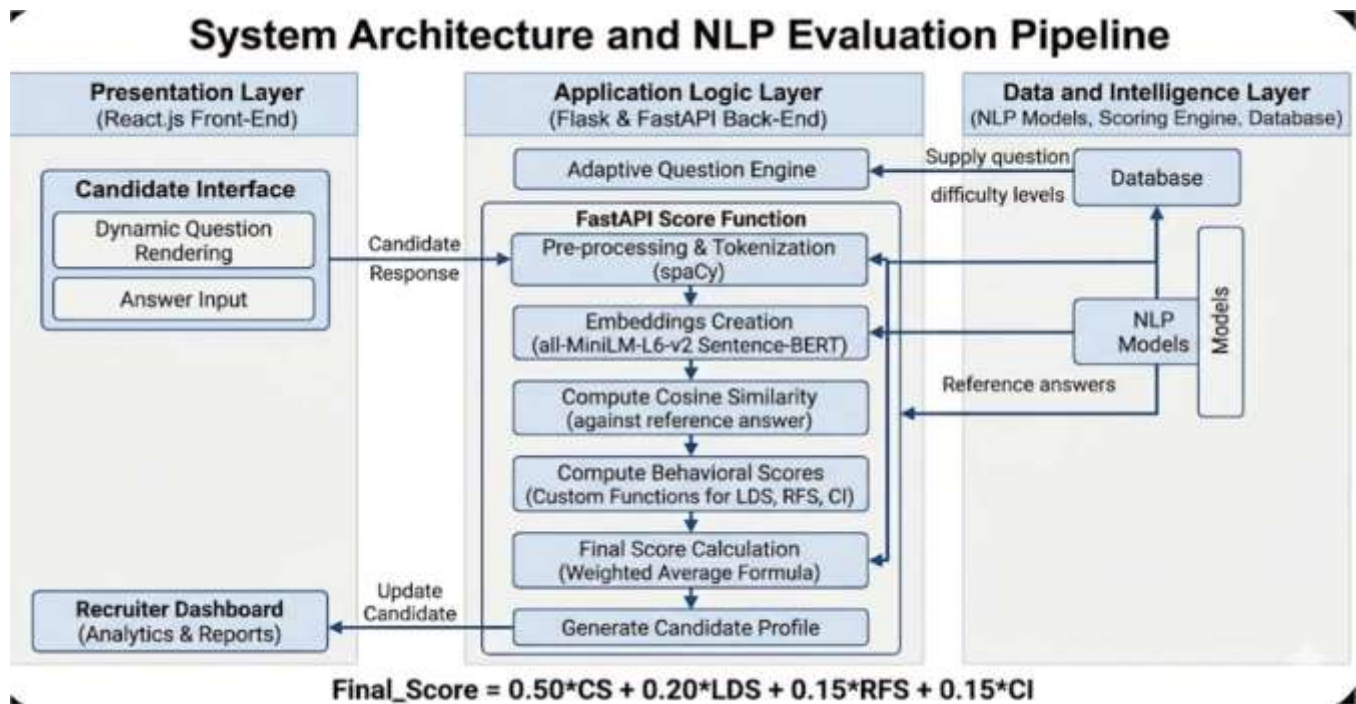 System Architecture and NLP Evaluation Pipeline
Presentation Layer
(React.js Front-End)
Candidate Interface
Dynamic Question
Rendering
Answer Input
Candidate
Response
Recruiter Dashboard
(Analytics & Reports)
Update
Candidate
Application Logic Layer
(Flask & FastAPI Back-End)
Adaptive Question Engine
FastAPI Score Function
Pre-processing & Tokenization
(spaCy)
Embeddings Creation
(all-MiniLM-L6-v2 Sentence-BERT)
Compute Cosine Similarity
(against reference answer)
Compute Behavioral Scores
(Custom Functions for LDS, RFS, CI)
Final Score Calculation
(Weighted Average Formula)
Generate Candidate Profile
Data and Intelligence Layer
(NLP Models, Scoring Engine, Database)
Supply question
difficulty levels
Database
NLP
Models
Models
Reference answers
Final_Score = 0.50*CS + 0.20*LDS + 0.15*RFS + 0.15*CI